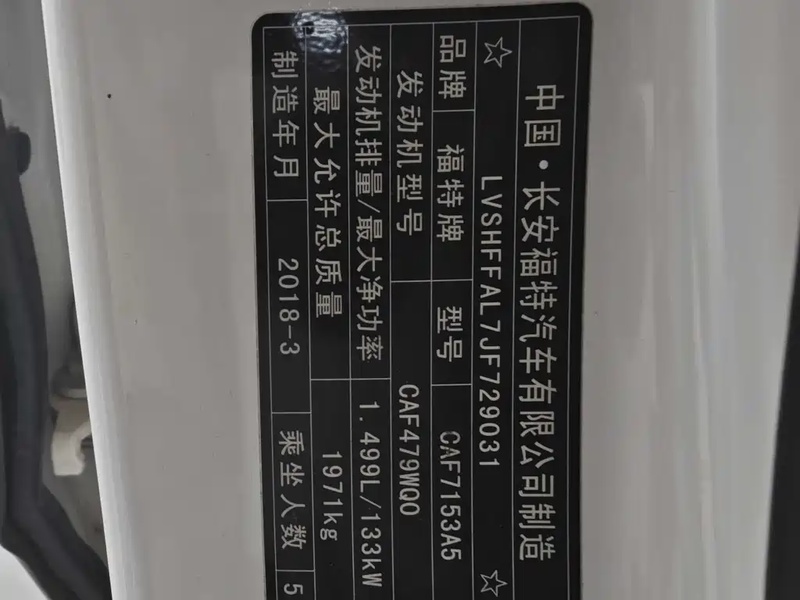 中国·长安福特汽车有限公司制造
☆ LVSHFFAL7JF729031 ☆
品牌 福特牌 型号 CAF7153A5
发动机型号 CAF479WQ0
发动机排量/最大净功率 1.499L/133kW
最大允许总质量 1971kg
制造年月 2018-3 乘坐人数 5